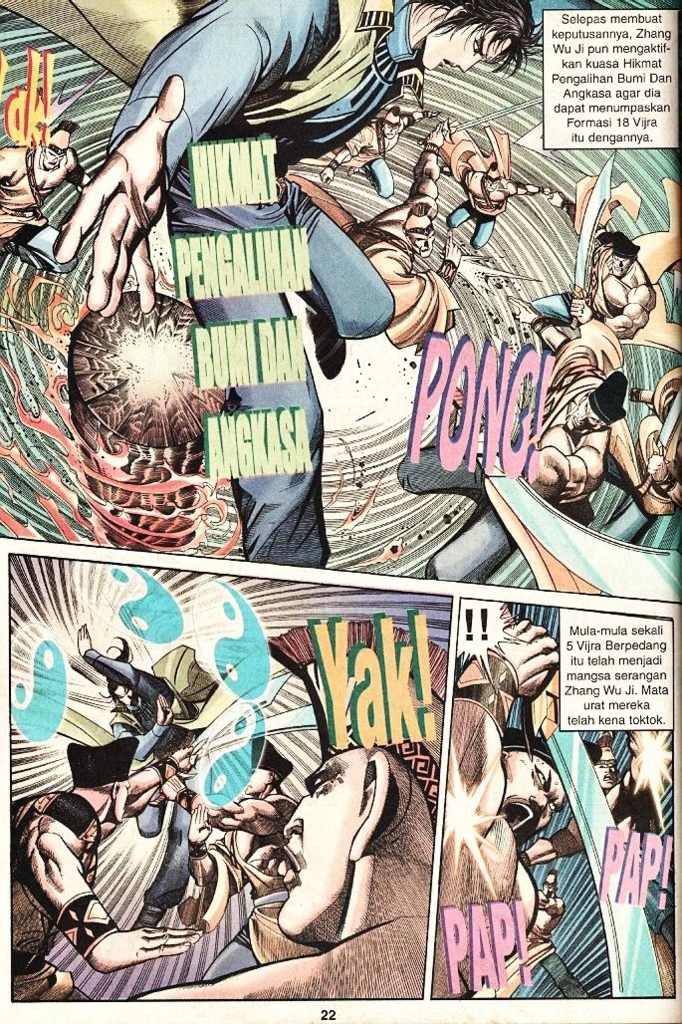 Selepas membuat
keputusannya, Zhang
Wu Ji pun mengaktif-
kan kuasa Hikmat
Pengalihan Bumi Dan
Angkasa agar dia
dapat menumpaskan
Formasi 18 Vijra
itu dengannya.
HIKMAT
PENGALIHAN
BUMI DAN
ANGKASA
PONG!
Yak!
!!
Mula-mula sekali
5 Vijra Berpedang
itu telah menjadi
mangsa serangan
Zhang Wu Ji. Mata
urat mereka
telah kena toktok.
PAP!
PAP!
22